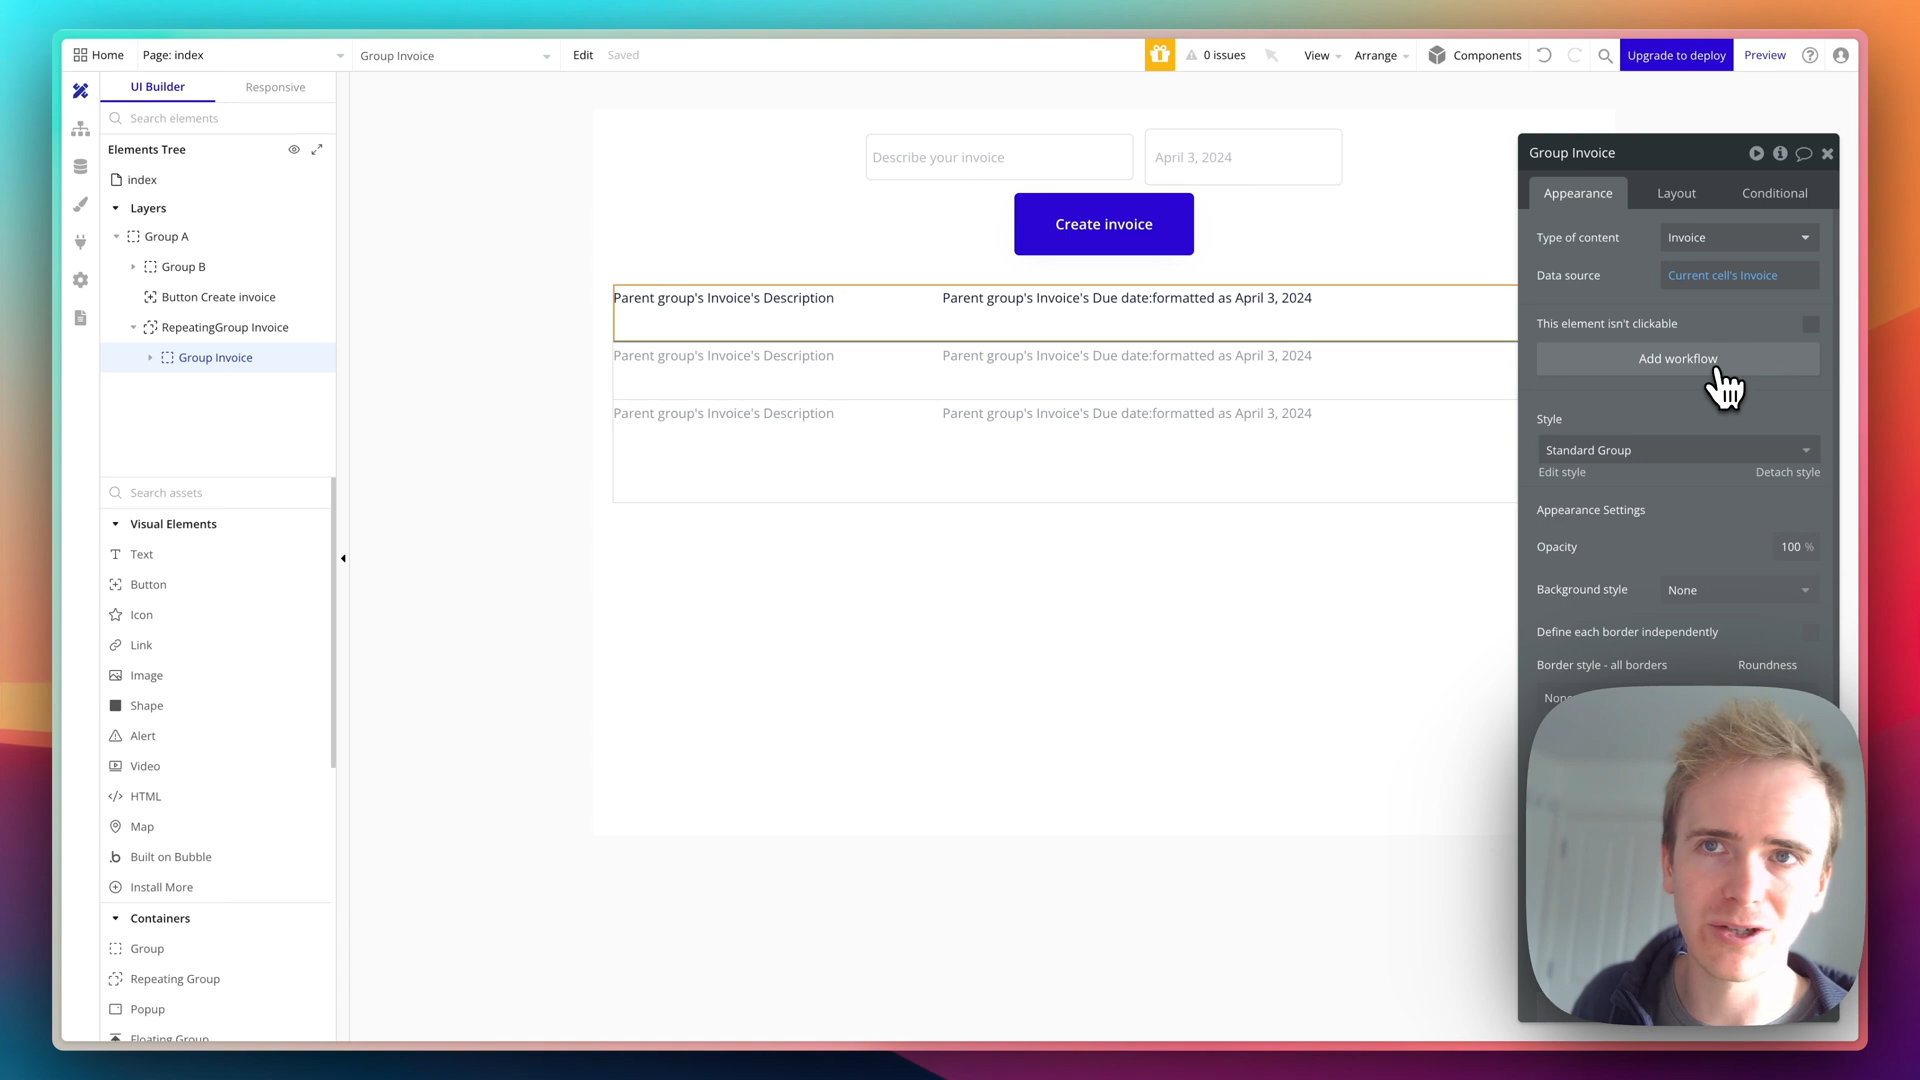 Home
Page: index
Group Invoice
Edit
Saved
0 issues
View
Arrange
Components
Upgrade to deploy
Preview
UI Builder
Responsive
Search elements
Elements Tree
index
Layers
Group A
Group B
Button Create invoice
RepeatingGroup Invoice
Group Invoice
Search assets
Visual Elements
Text
Button
Icon
Link
Image
Shape
Alert
Video
HTML
Map
Built on Bubble
Install More
Containers
Group
Repeating Group
Popup
Floating Group
Describe your invoice
April 3, 2024
Create invoice
Parent group's Invoice's Description
Parent group's Invoice's Due date:formatted as April 3, 2024
Parent group's Invoice's Description
Parent group's Invoice's Due date:formatted as April 3, 2024
Parent group's Invoice's Description
Parent group's Invoice's Due date:formatted as April 3, 2024
Group Invoice
Appearance
Layout
Conditional
Type of content
Invoice
Data source
Current cell's Invoice
This element isn't clickable
Add workflow
Style
Standard Group
Edit style
Detach style
Appearance Settings
Opacity
100 %
Background style
None
Define each border independently
Border style - all borders
Roundness
None